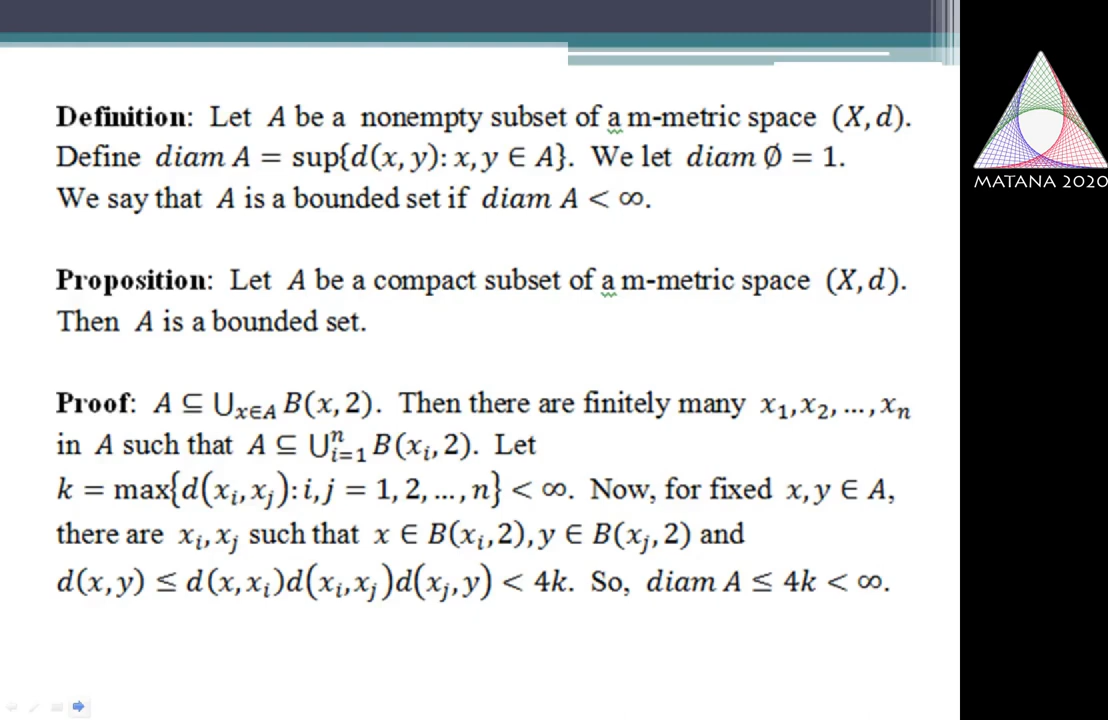 Definition: Let A be a nonempty subset of a m-metric space (X, d).
Define diam A = sup{d(x, y): x, y ∈ A}. We let diam ∅ = 1.
We say that A is a bounded set if diam A < ∞.
Proposition: Let A be a compact subset of a m-metric space (X, d).
Then A is a bounded set.
Proof: A ⊆ ⋃ₓ∈A B(x, 2). Then there are finitely many x₁, x₂, …, xₙ
in A such that A ⊆ ⋃ⁿᵢ₌₁ B(xᵢ, 2). Let
k = max{d(xᵢ, xⱼ): i, j = 1, 2, …, n} < ∞. Now, for fixed x, y ∈ A,
there are xᵢ, xⱼ such that x ∈ B(xᵢ, 2), y ∈ B(xⱼ, 2) and
d(x, y) ≤ d(x, xᵢ)d(xᵢ, xⱼ)d(xⱼ, y) < 4k. So, diam A ≤ 4k < ∞.
MATANA 2020